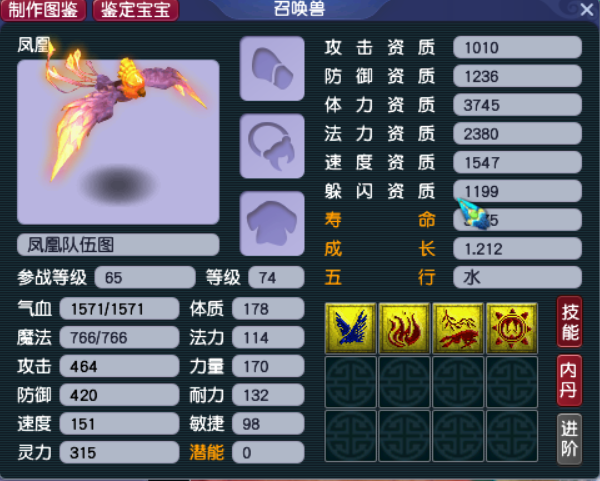 制作图鉴 鉴定宝宝 召唤兽
凤凰
攻击资质 1010
防御资质 1236
体力资质 3745
法力资质 2380
速度资质 1547
躲闪资质 1199
寿命
凤凰队伍图 成长 1.212
参战等级 65 等级 74 五行 水
气血 1571/1571 体质 178
魔法 766/766 法力 114
攻击 464 力量 170
防御 420 耐力 132
速度 151 敏捷 98
灵力 315 潜能 0
技能
内丹
进阶